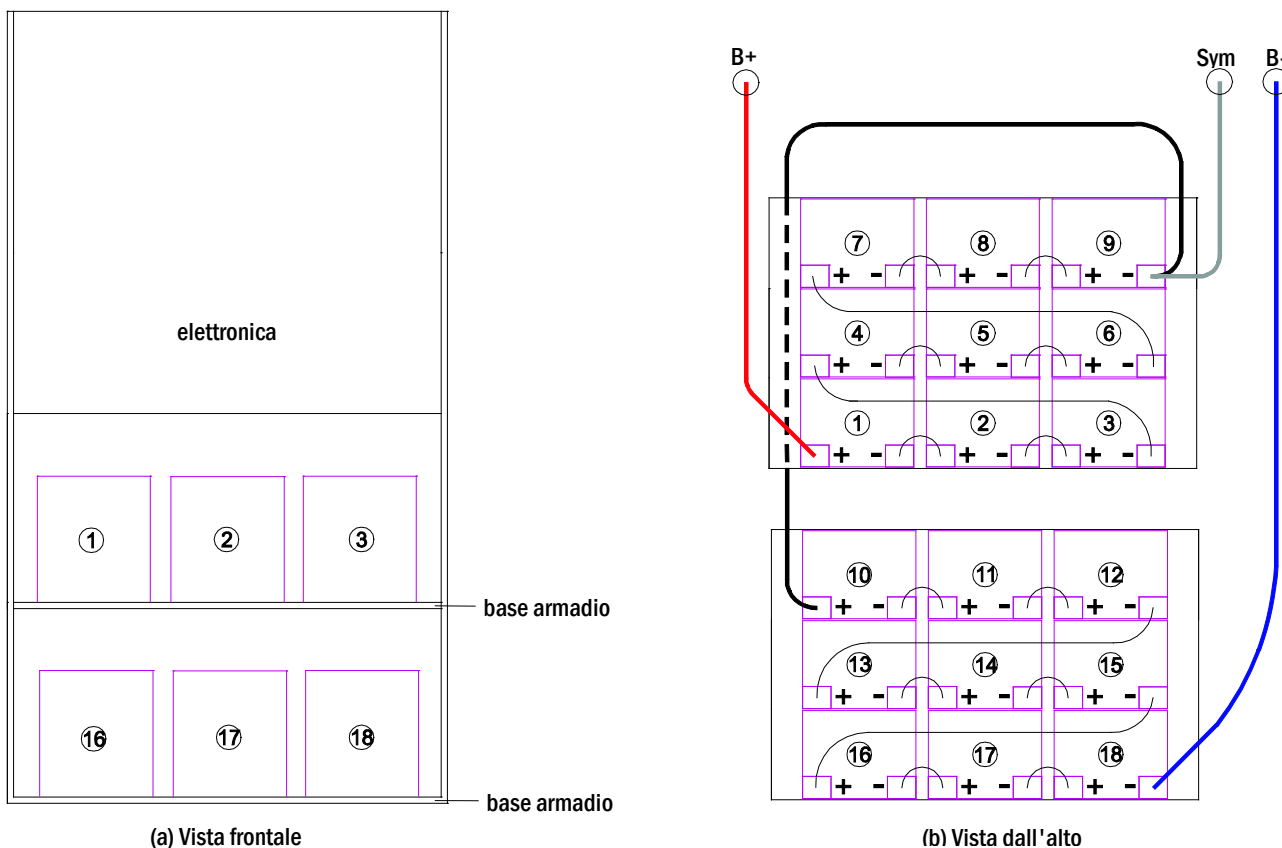 elettronica
1 2 3
base armadio
16 17 18
base armadio
(a) Vista frontale
B+ Sym B-
7 8 9
+ - + - + -
4 5 6
+ - + - + -
1 2 3
+ - + - + -
10 11 12
+ - + - + -
13 14 15
+ - + - + -
16 17 18
+ - + - + -
(b) Vista dall'alto